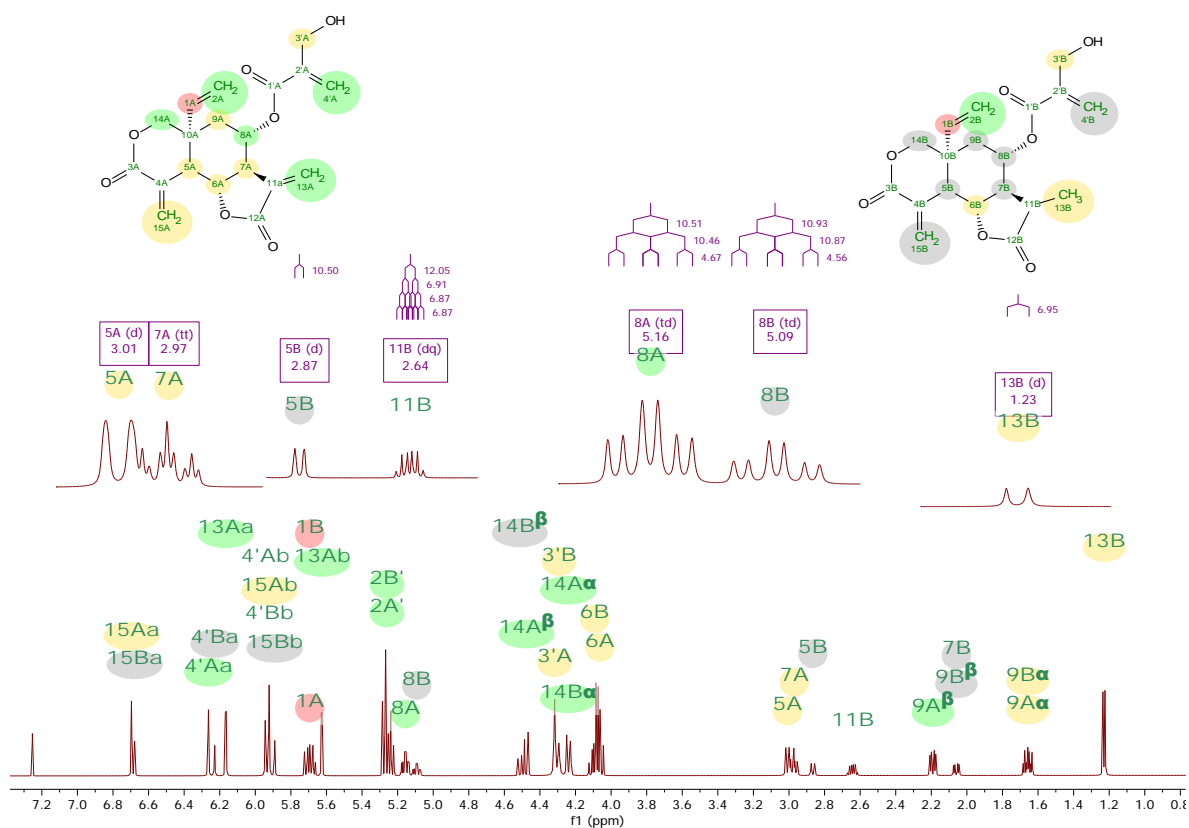 OH
3'A
O
2'A
1'A
CH2
4'A
CH2
2A
1A
O
14A
9A
10A
8A
O
3A
5A
7A
O
4A
6A
11a
CH2
13A
CH2
15A
O
12A
O
OH
3'B
O
2'B
1'B
CH2
4'B
CH2
2B
1B
O
14B
9B
10B
8B
O
3B
5B
7B
O
4B
6B
11B
CH3
13B
CH2
15B
O
12B
O
10.50
12.05
6.91
6.87
6.87
10.51
10.46
4.67
10.93
10.87
4.56
6.95
5A (d)
3.01
7A (tt)
2.97
5B (d)
2.87
11B (dq)
2.64
8A (td)
5.16
8B (td)
5.09
13B (d)
1.23
5A
7A
5B
11B
8A
8B
13B
13Aa
1B
14Bβ
4'Ab
13Ab
3'B
13B
15Ab
2B'
14Aα
4'Bb
2A'
6B
15Aa
4'Ba
15Bb
14Aβ
6A
5B
7B
15Ba
4'Aa
3'A
7A
9Bβ
9Bα
8B
14Bα
1A
8A
5A
11B
9Aβ
9Aα
7.2 7.0 6.8 6.6 6.4 6.2 6.0 5.8 5.6 5.4 5.2 5.0 4.8 4.6 4.4 4.2 4.0 3.8 3.6 3.4 3.2 3.0 2.8 2.6 2.4 2.2 2.0 1.8 1.6 1.4 1.2 1.0 0.8
f1 (ppm)